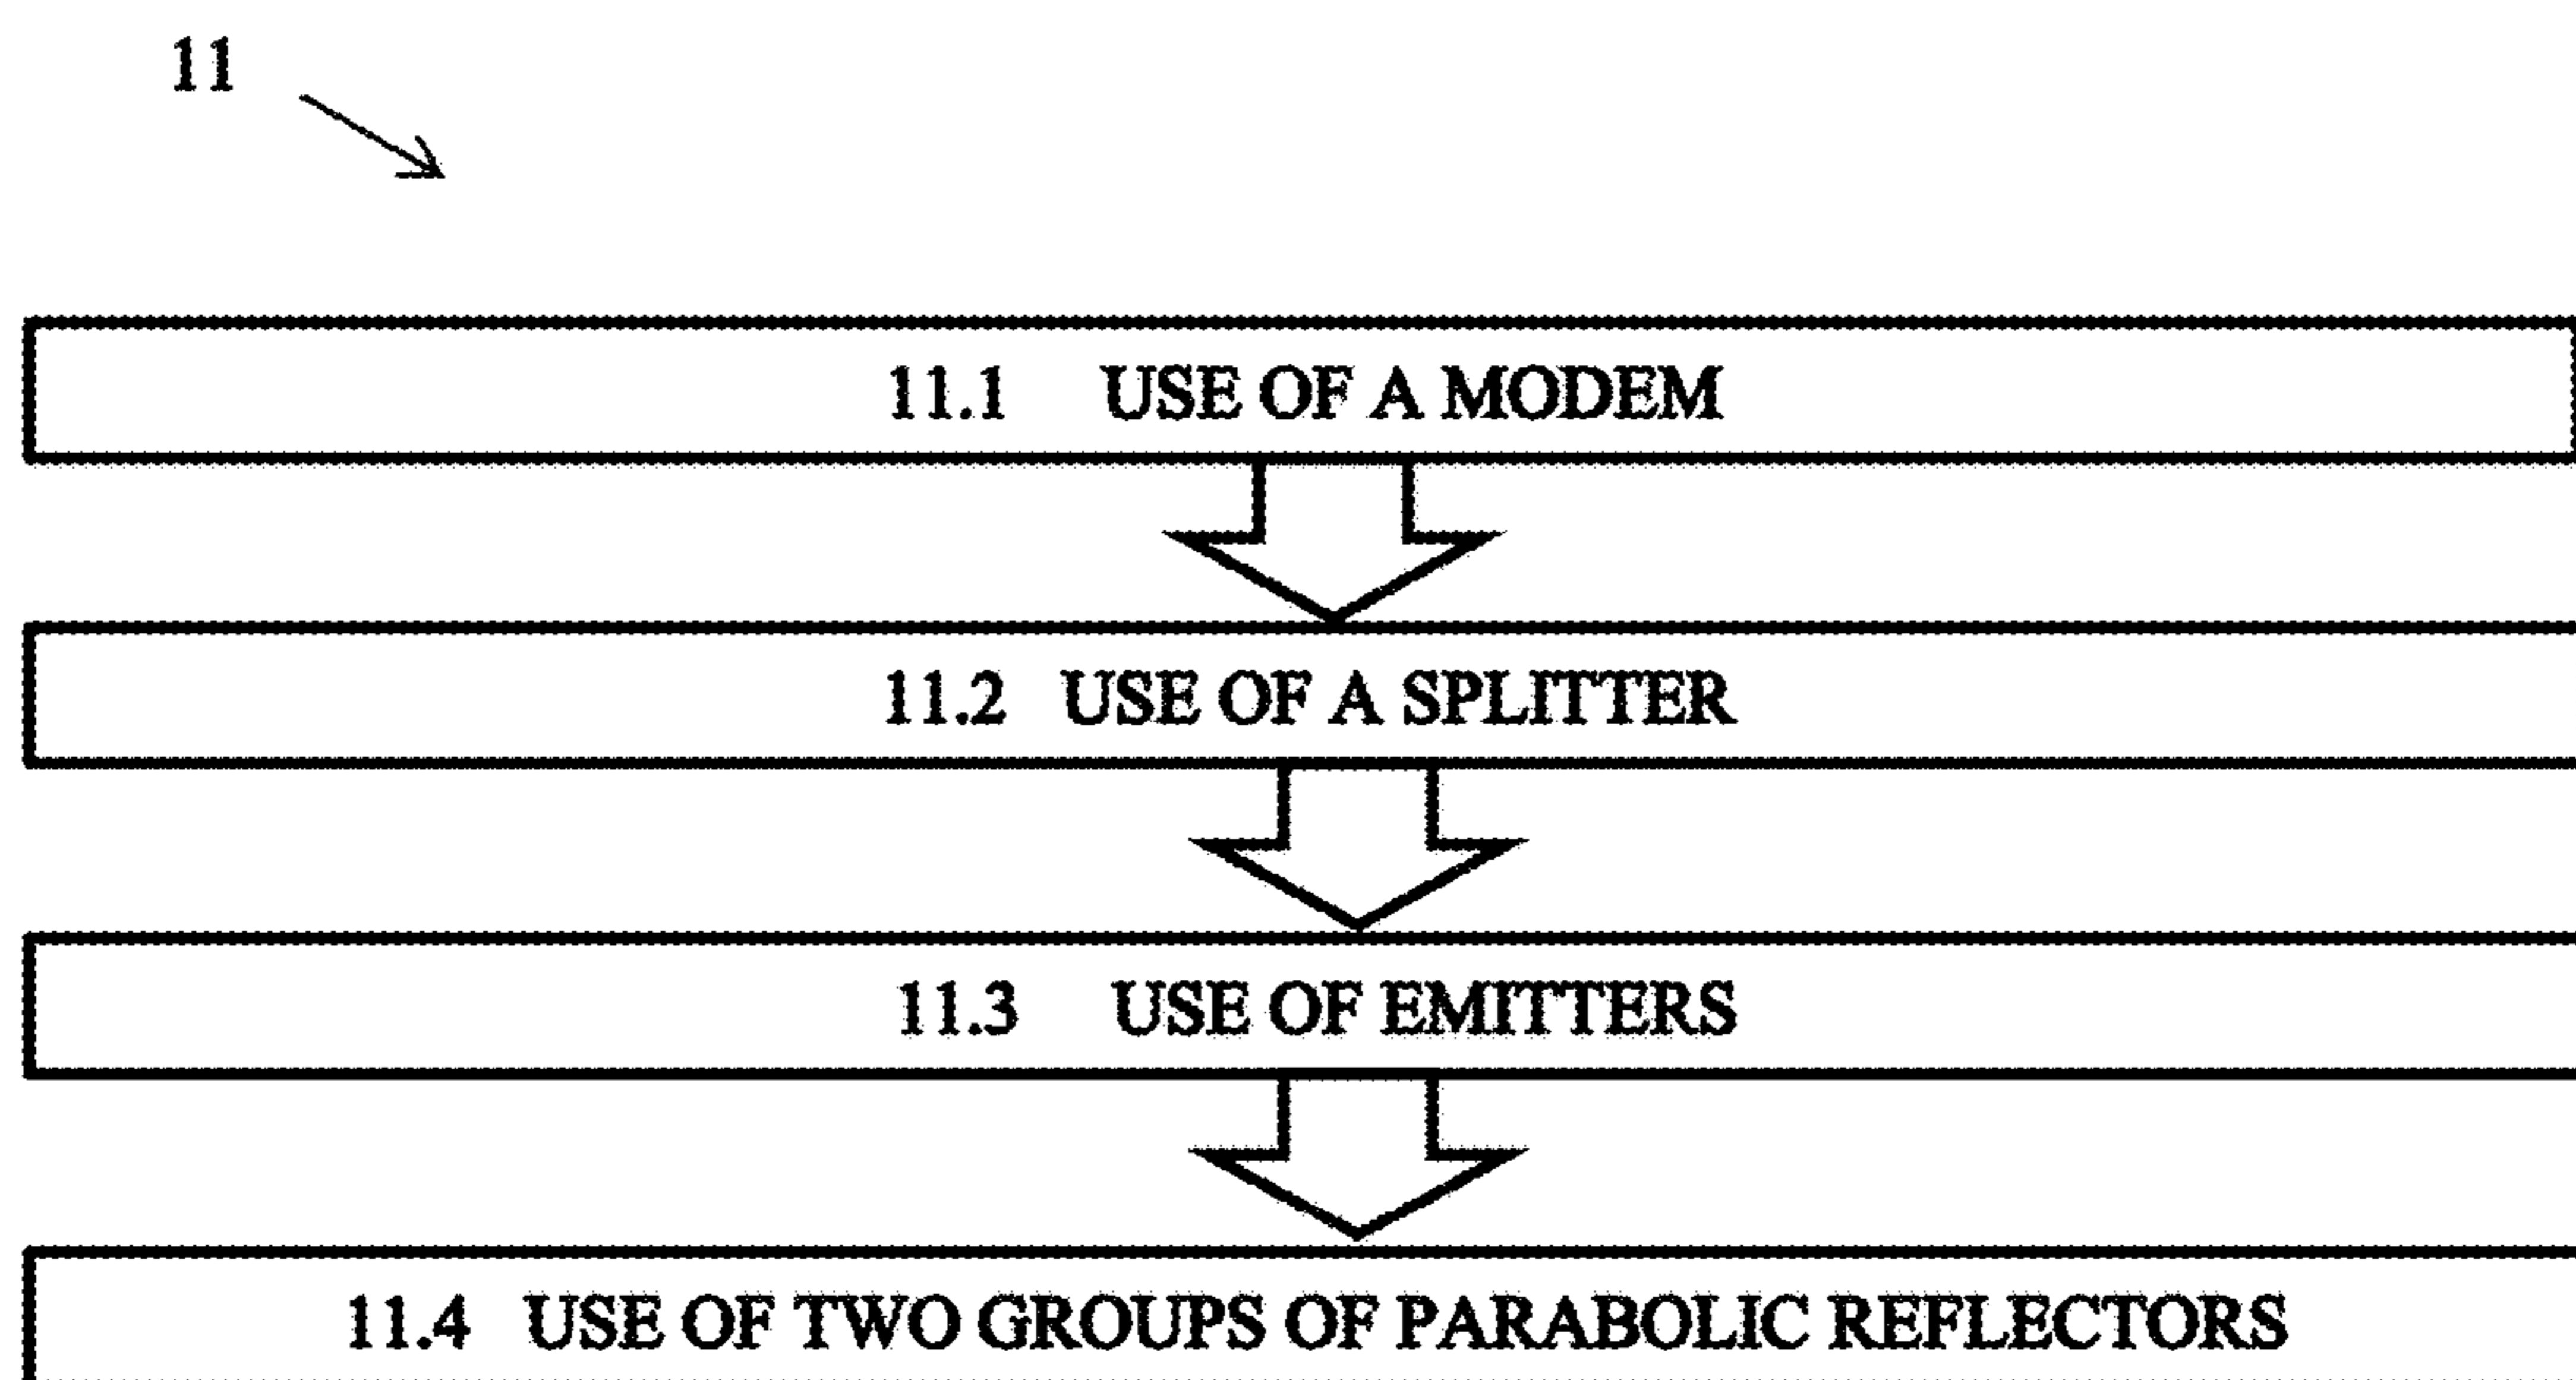 11
11.1 USE OF A MODEM
11.2 USE OF A SPLITTER
11.3 USE OF EMITTERS
11.4 USE OF TWO GROUPS OF PARABOLIC REFLECTORS